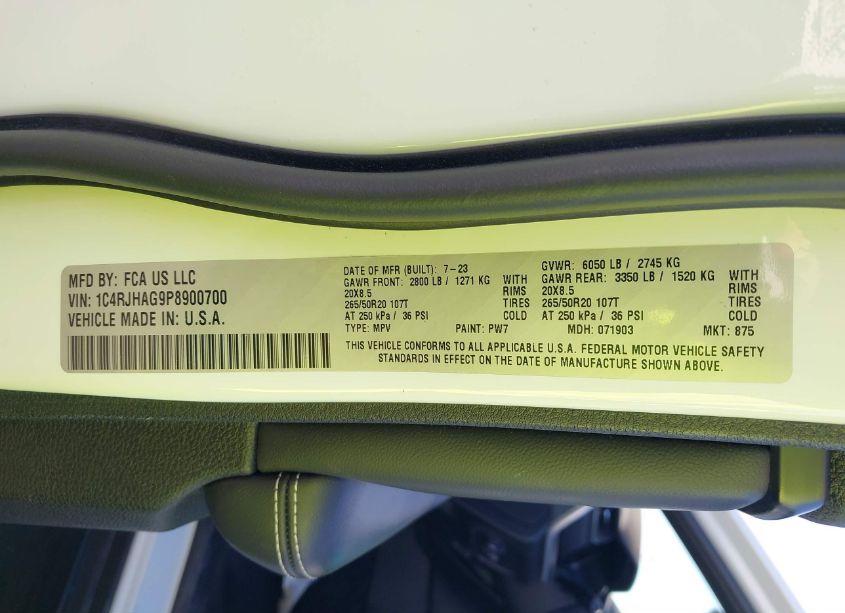 MFD BY: FCA US LLC
VIN: 1C4RJHAG9P8900700
VEHICLE MADE IN: U.S.A.
DATE OF MFR (BUILT): 7-23
GAWR FRONT: 2800 LB / 1271 KG WITH
20X8.5 RIMS
265/50R20 107T TIRES
AT 250 kPa / 36 PSI COLD
TYPE: MPV PAINT: PW7
GVWR: 6050 LB / 2745 KG
GAWR REAR: 3350 LB / 1520 KG WITH
20X8.5 RIMS
265/50R20 107T TIRES
AT 250 kPa / 36 PSI COLD
MDH: 071903 MKT: 875
THIS VEHICLE CONFORMS TO ALL APPLICABLE U.S.A. FEDERAL MOTOR VEHICLE SAFETY
STANDARDS IN EFFECT ON THE DATE OF MANUFACTURE SHOWN ABOVE.